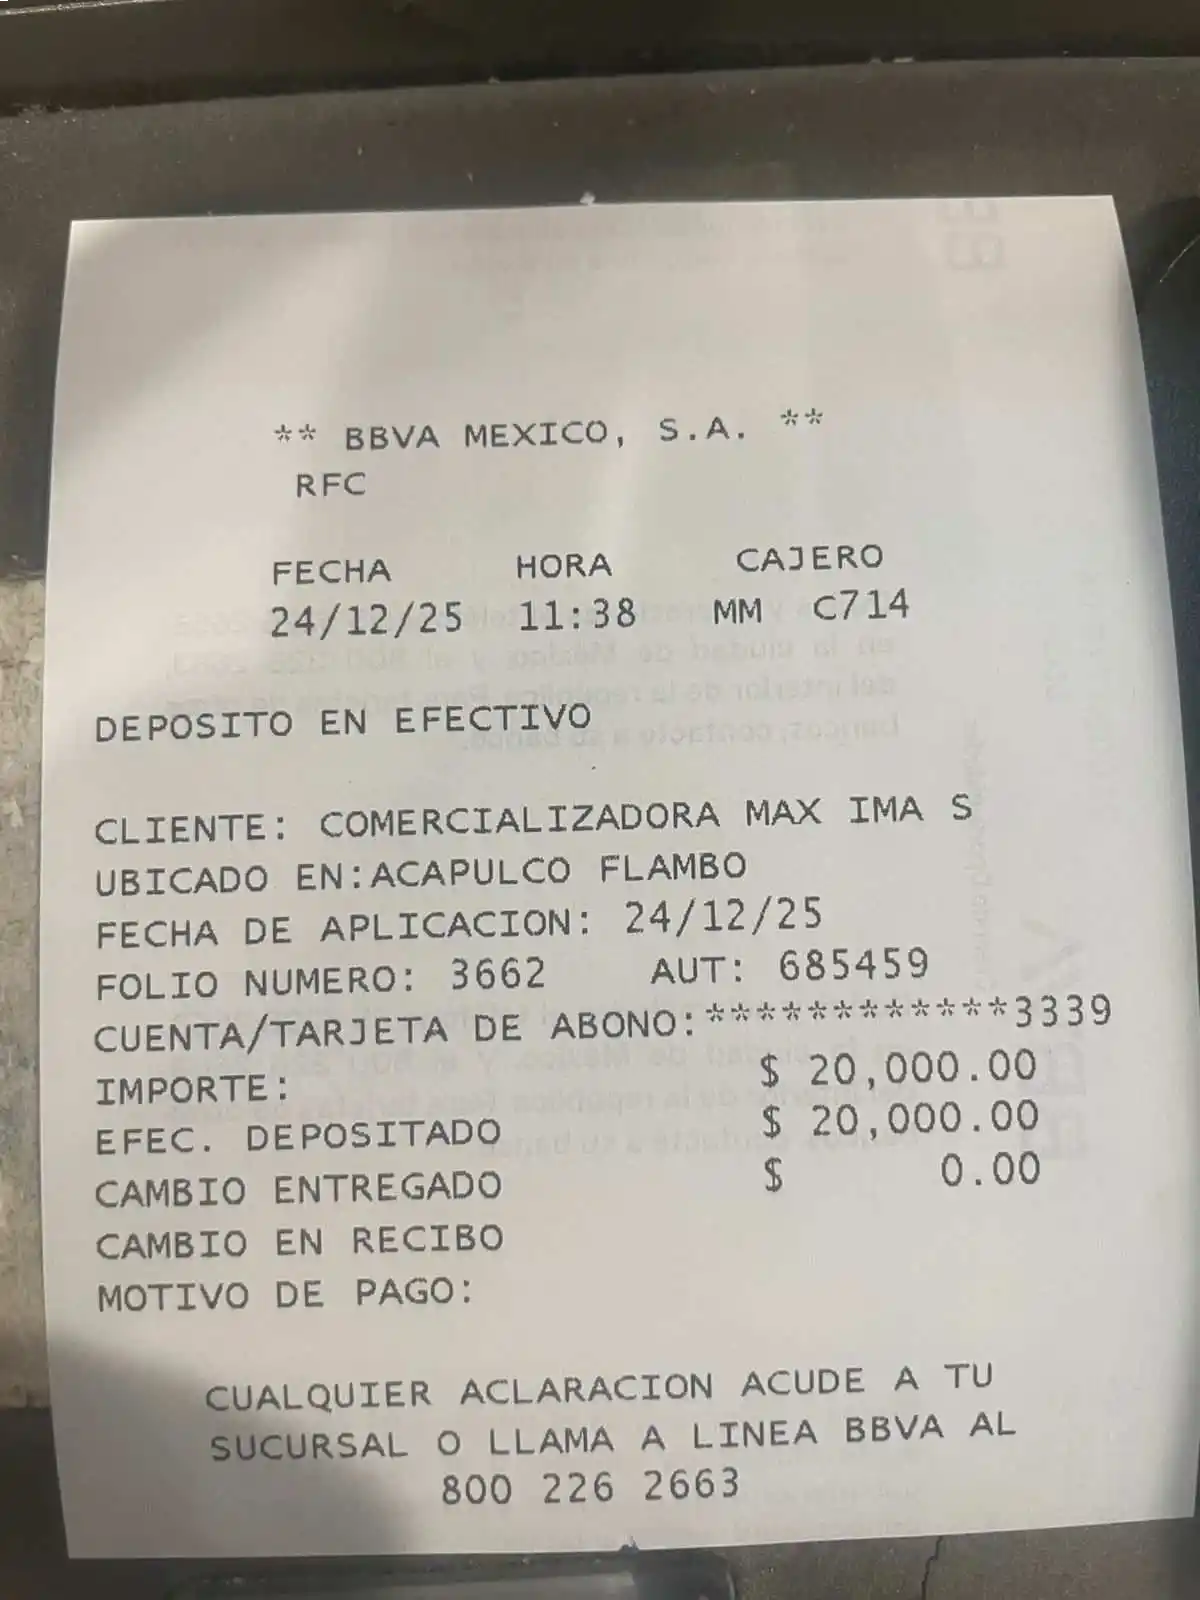 ** BBVA MEXICO, S.A. **
RFC
FECHA HORA CAJERO
24/12/25 11:38 MM C714
DEPOSITO EN EFECTIVO
CLIENTE: COMERCIALIZADORA MAX IMA S
UBICADO EN:ACAPULCO FLAMBO
FECHA DE APLICACION: 24/12/25
FOLIO NUMERO: 3662 AUT: 685459
CUENTA/TARJETA DE ABONO:************3339
IMPORTE: $ 20,000.00
EFEC. DEPOSITADO $ 20,000.00
CAMBIO ENTREGADO $ 0.00
CAMBIO EN RECIBO
MOTIVO DE PAGO:
CUALQUIER ACLARACION ACUDE A TU
SUCURSAL O LLAMA A LINEA BBVA AL
800 226 2663